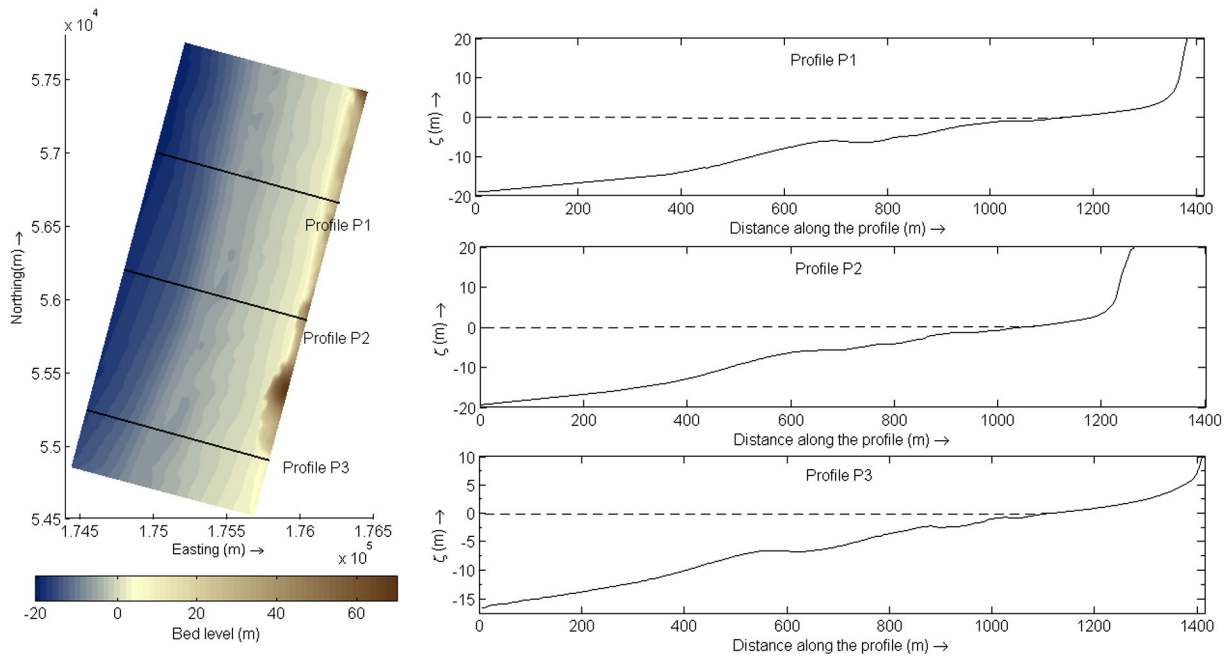 x 10⁴
5.75
5.7
5.65
5.6
5.55
5.5
5.45
Northing(m) →
1.745 1.75 1.755 1.76 1.765
Easting (m) →
x 10⁵
Profile P1
Profile P2
Profile P3
-20 0 20 40 60
Bed level (m)
Profile P1
20
10
0
-10
-20
ζ (m) →
0 200 400 600 800 1000 1200 1400
Distance along the profile (m) →
Profile P2
20
10
0
-10
-20
ζ (m) →
0 200 400 600 800 1000 1200 1400
Distance along the profile (m) →
Profile P3
10
5
0
-5
-10
-15
ζ (m) →
0 200 400 600 800 1000 1200 1400
Distance along the profile (m) →